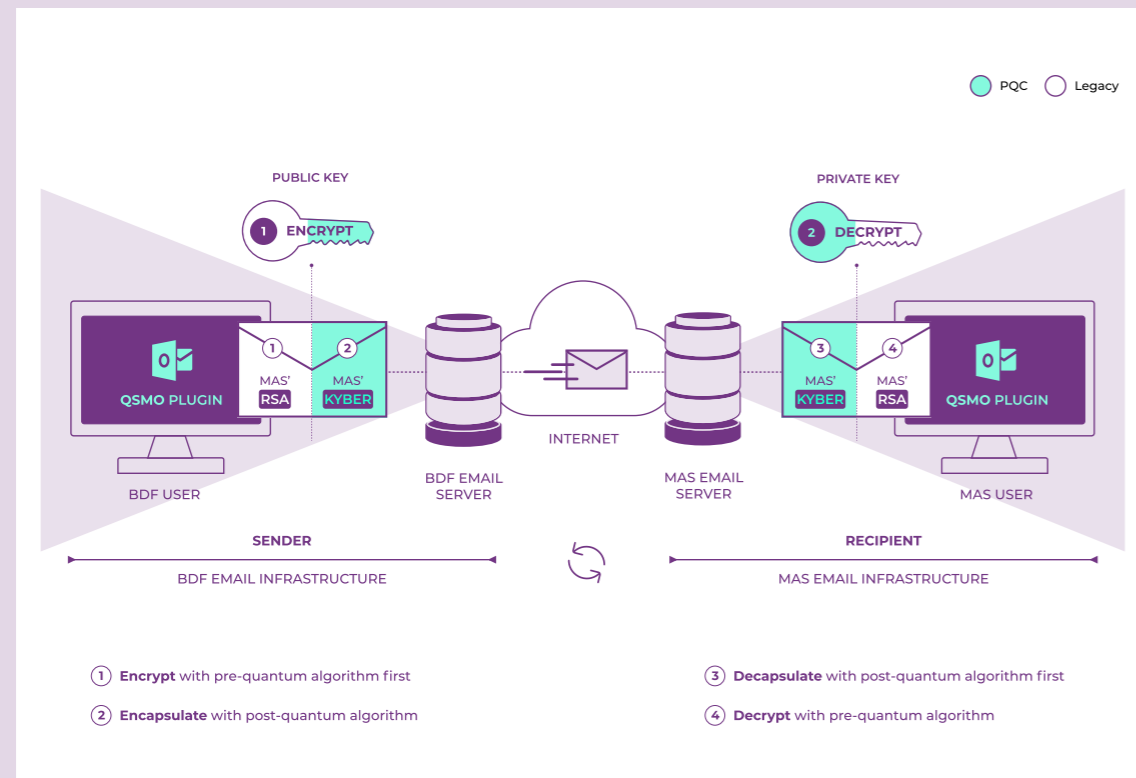 PQC
Legacy
PUBLIC KEY
PRIVATE KEY
1 ENCRYPT
2 DECRYPT
1
2
3
4
MAS’
RSA
MAS’
KYBER
MAS’
KYBER
MAS’
RSA
O
QSMO PLUGIN
O
QSMO PLUGIN
INTERNET
BDF USER
BDF EMAIL
SERVER
MAS EMAIL
SERVER
MAS USER
SENDER
RECIPIENT
BDF EMAIL INFRASTRUCTURE
MAS EMAIL INFRASTRUCTURE
1 Encrypt with pre-quantum algorithm first
2 Encapsulate with post-quantum algorithm
3 Decapsulate with post-quantum algorithm first
4 Decrypt with pre-quantum algorithm